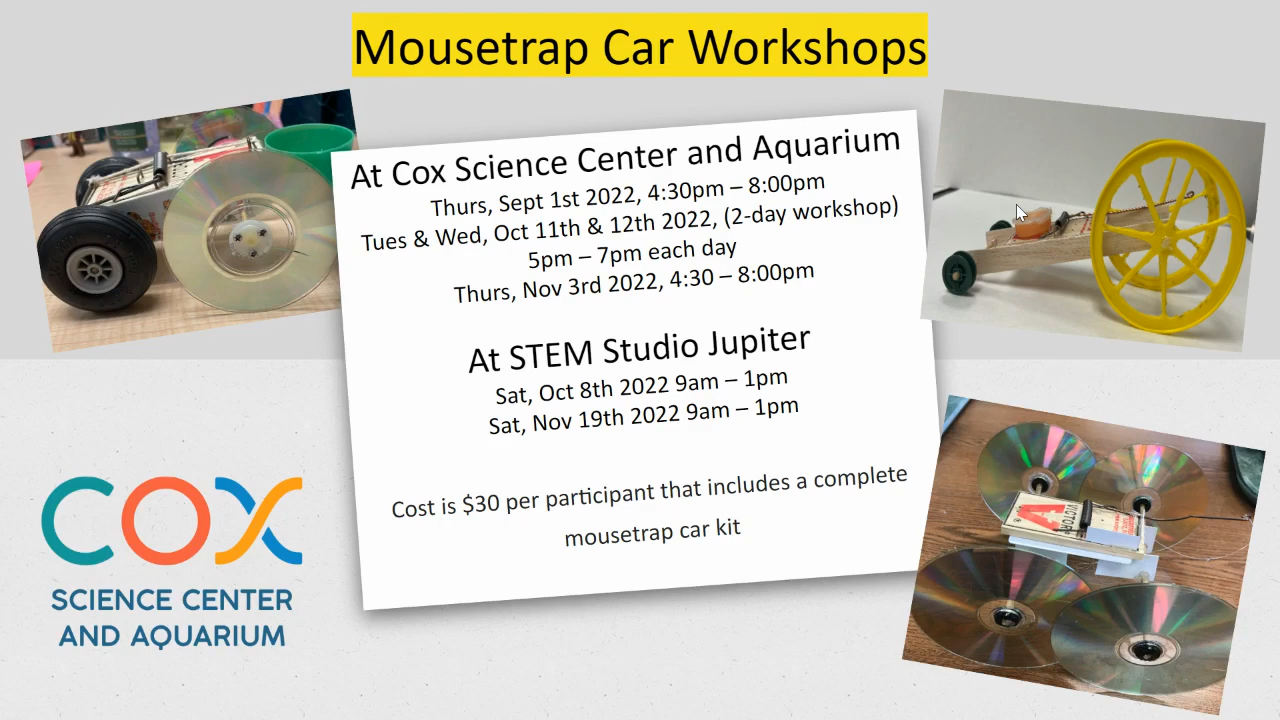 Mousetrap Car Workshops
At Cox Science Center and Aquarium
Thurs, Sept 1st 2022, 4:30pm – 8:00pm
Tues & Wed, Oct 11th & 12th 2022, (2-day workshop)
5pm – 7pm each day
Thurs, Nov 3rd 2022, 4:30 – 8:00pm
At STEM Studio Jupiter
Sat, Oct 8th 2022 9am – 1pm
Sat, Nov 19th 2022 9am – 1pm
Cost is $30 per participant that includes a complete
mousetrap car kit
COX
SCIENCE CENTER
AND AQUARIUM
VICTOR